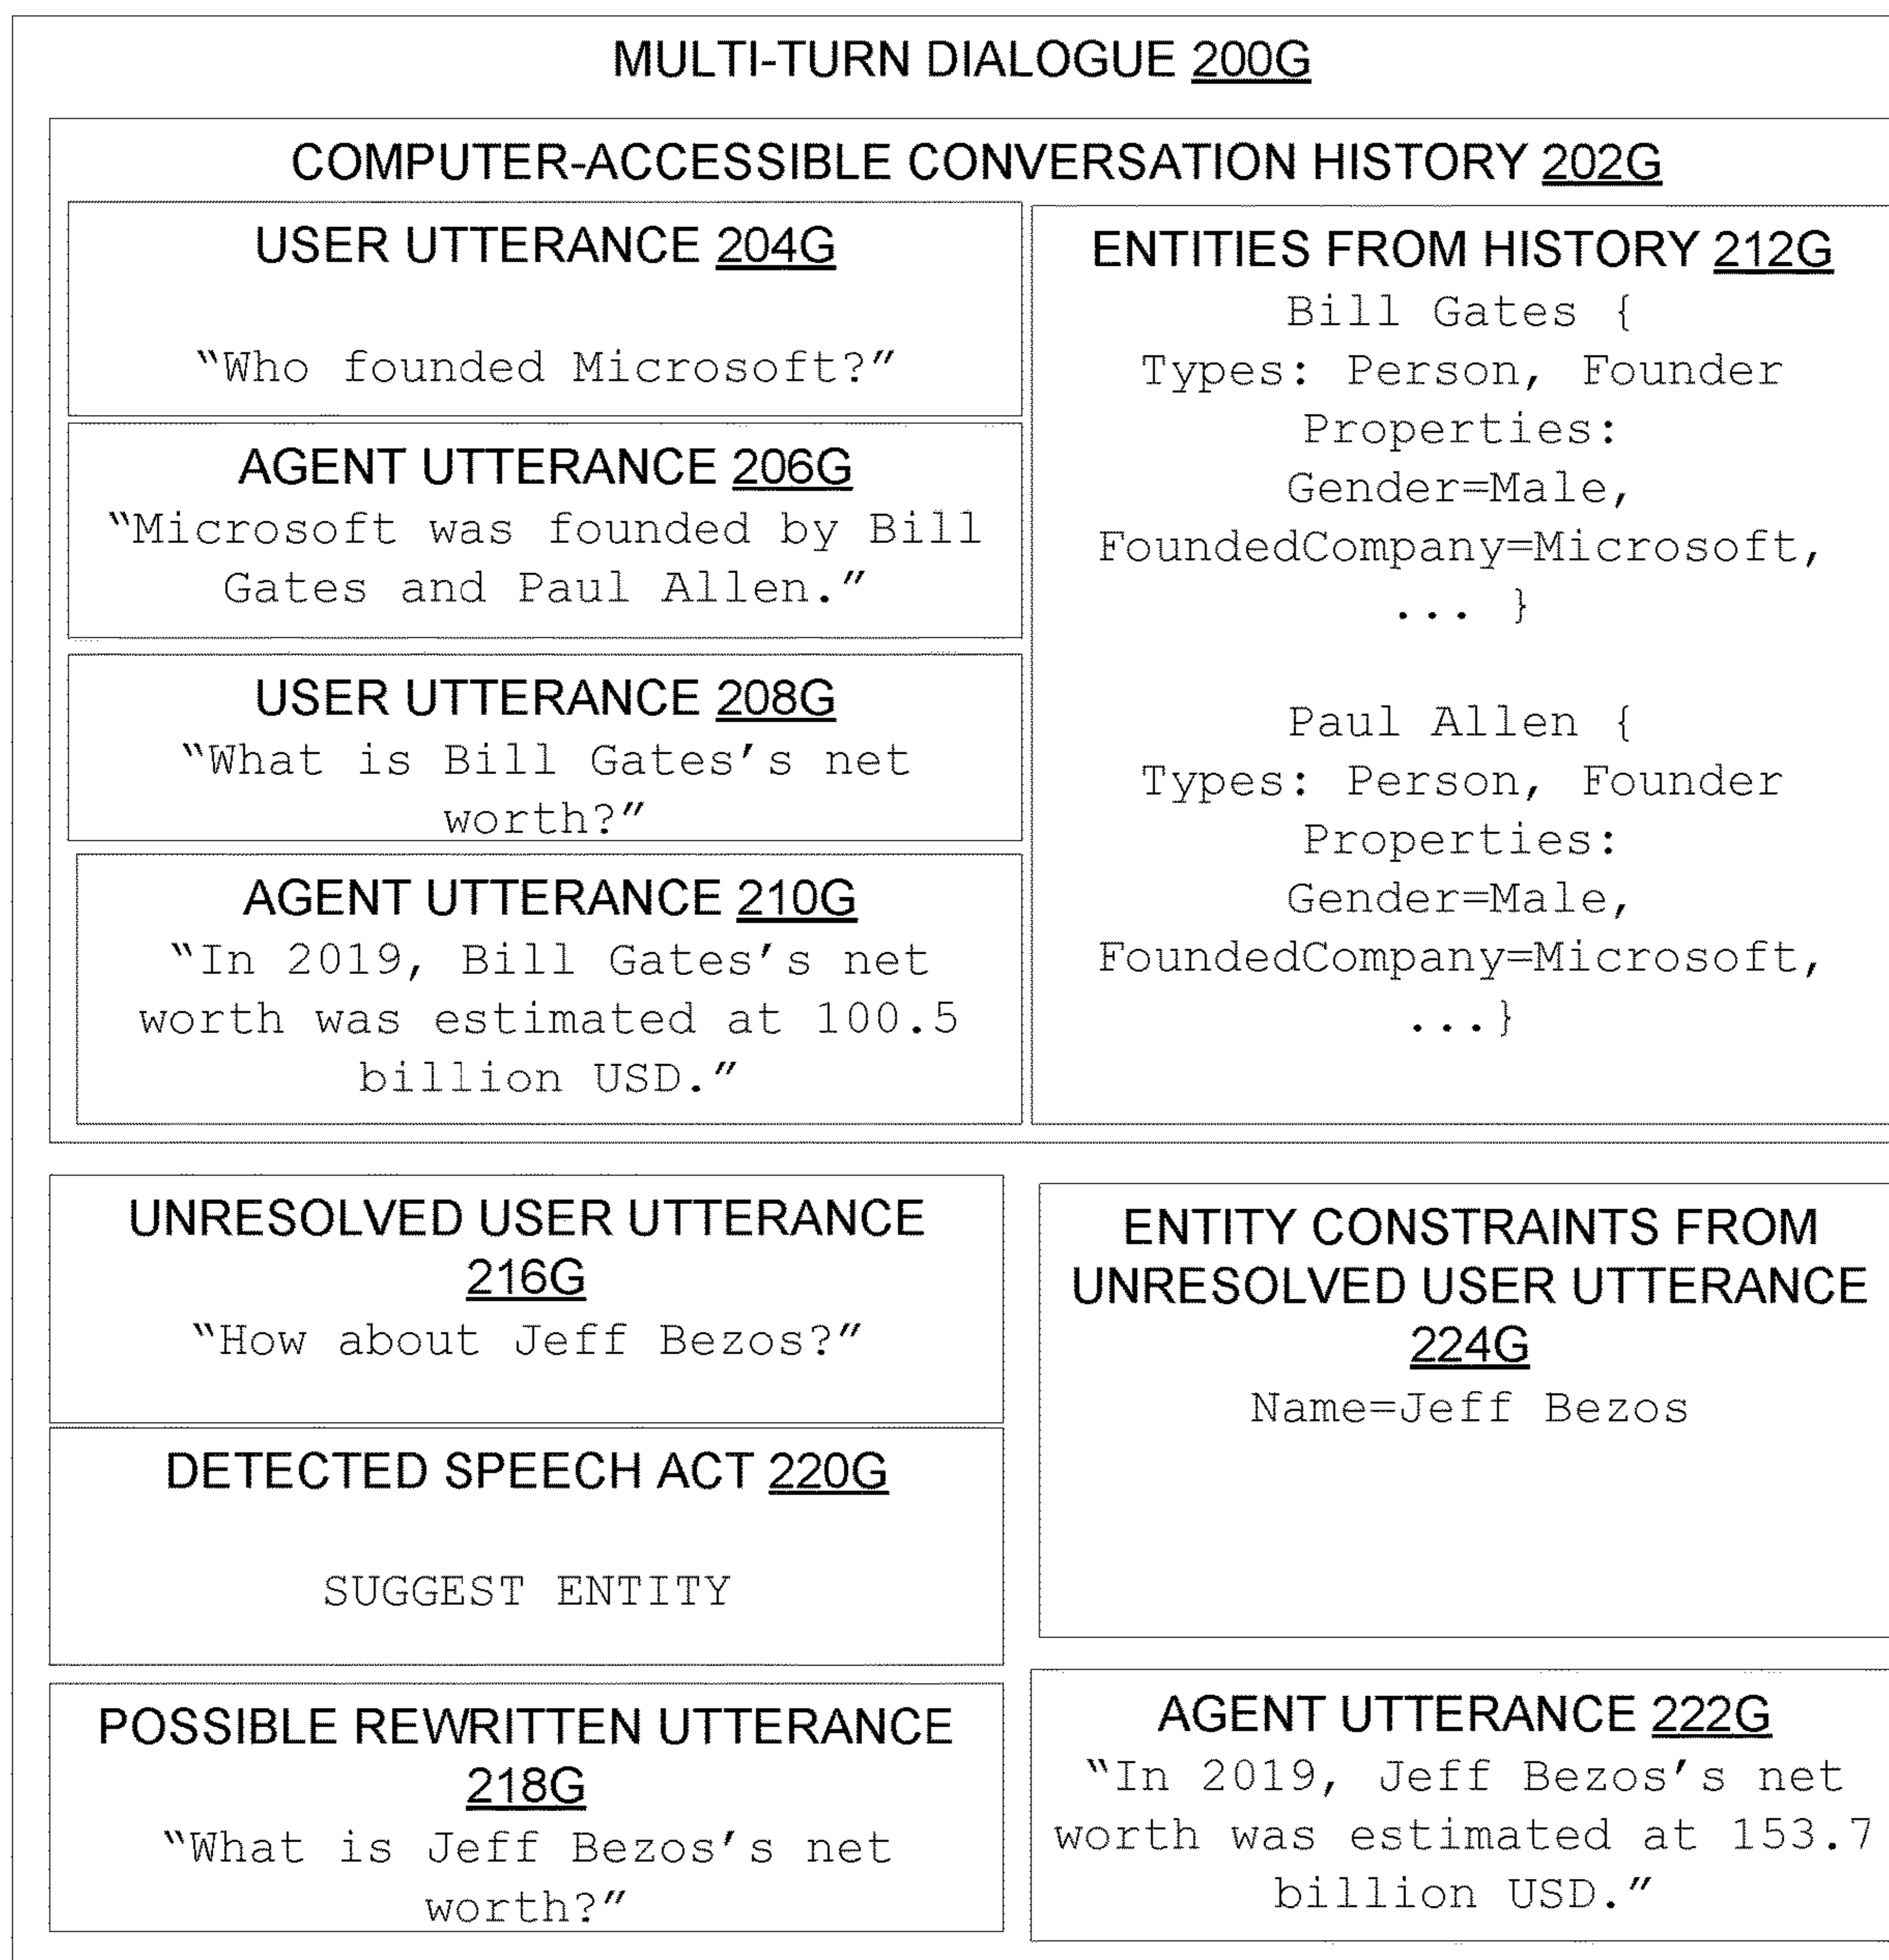 MULTI-TURN DIALOGUE 200G
COMPUTER-ACCESSIBLE CONVERSATION HISTORY 202G
USER UTTERANCE 204G
“Who founded Microsoft?”
AGENT UTTERANCE 206G
“Microsoft was founded by Bill
Gates and Paul Allen.”
USER UTTERANCE 208G
“What is Bill Gates’s net
worth?”
AGENT UTTERANCE 210G
“In 2019, Bill Gates’s net
worth was estimated at 100.5
billion USD.”
ENTITIES FROM HISTORY 212G
Bill Gates {
Types: Person, Founder
Properties:
Gender=Male,
FoundedCompany=Microsoft,
... }
Paul Allen {
Types: Person, Founder
Properties:
Gender=Male,
FoundedCompany=Microsoft,
...}
UNRESOLVED USER UTTERANCE
216G
“How about Jeff Bezos?”
DETECTED SPEECH ACT 220G
SUGGEST ENTITY
POSSIBLE REWRITTEN UTTERANCE
218G
“What is Jeff Bezos’s net
worth?”
ENTITY CONSTRAINTS FROM
UNRESOLVED USER UTTERANCE
224G
Name=Jeff Bezos
AGENT UTTERANCE 222G
“In 2019, Jeff Bezos’s net
worth was estimated at 153.7
billion USD.”